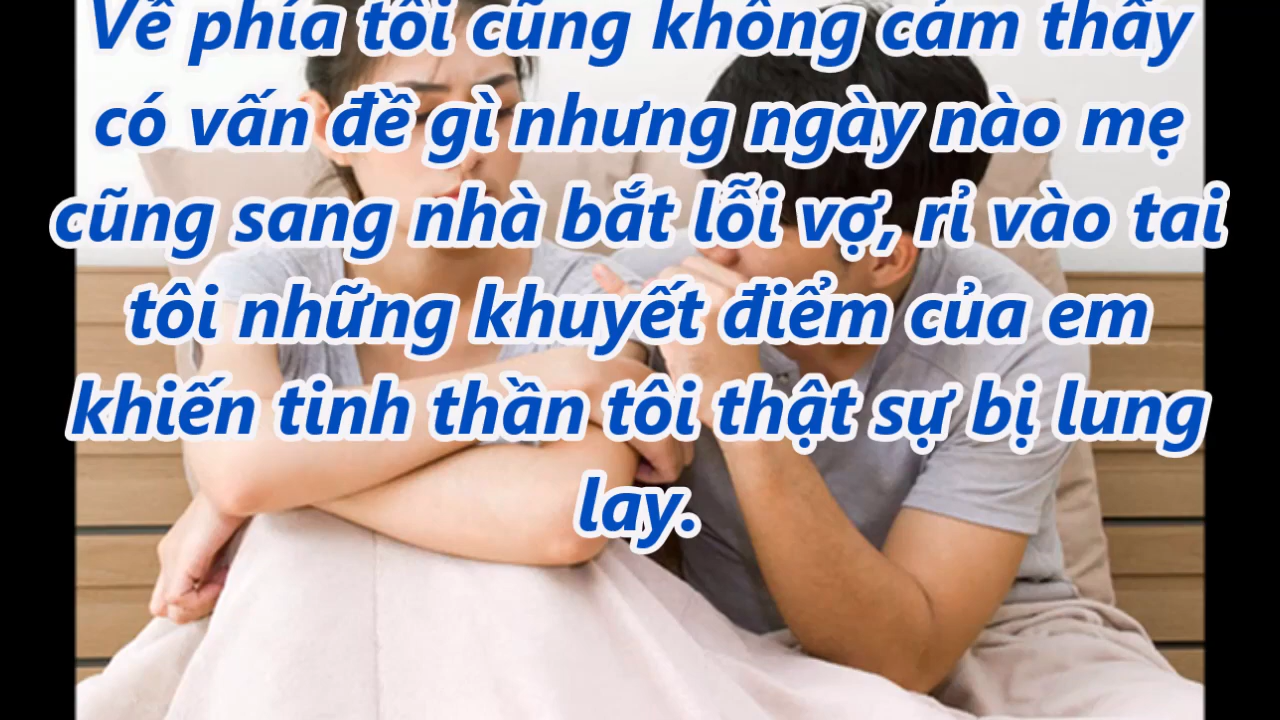 Về phía tôi cũng không cảm thấy
có vấn đề gì nhưng ngày nào mẹ
cũng sang nhà bắt lỗi vợ, rỉ vào tai
tôi những khuyết điểm của em
khiến tinh thần tôi thật sự bị lung
lay.